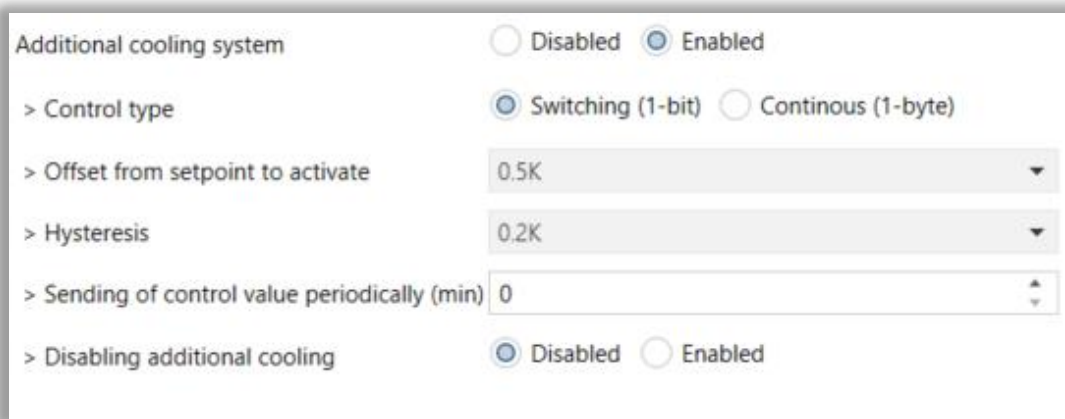 Additional cooling system Disabled Enabled
> Control type Switching (1-bit) Continous (1-byte)
> Offset from setpoint to activate 0.5K
> Hysteresis 0.2K
> Sending of control value periodically (min) 0
> Disabling additional cooling Disabled Enabled